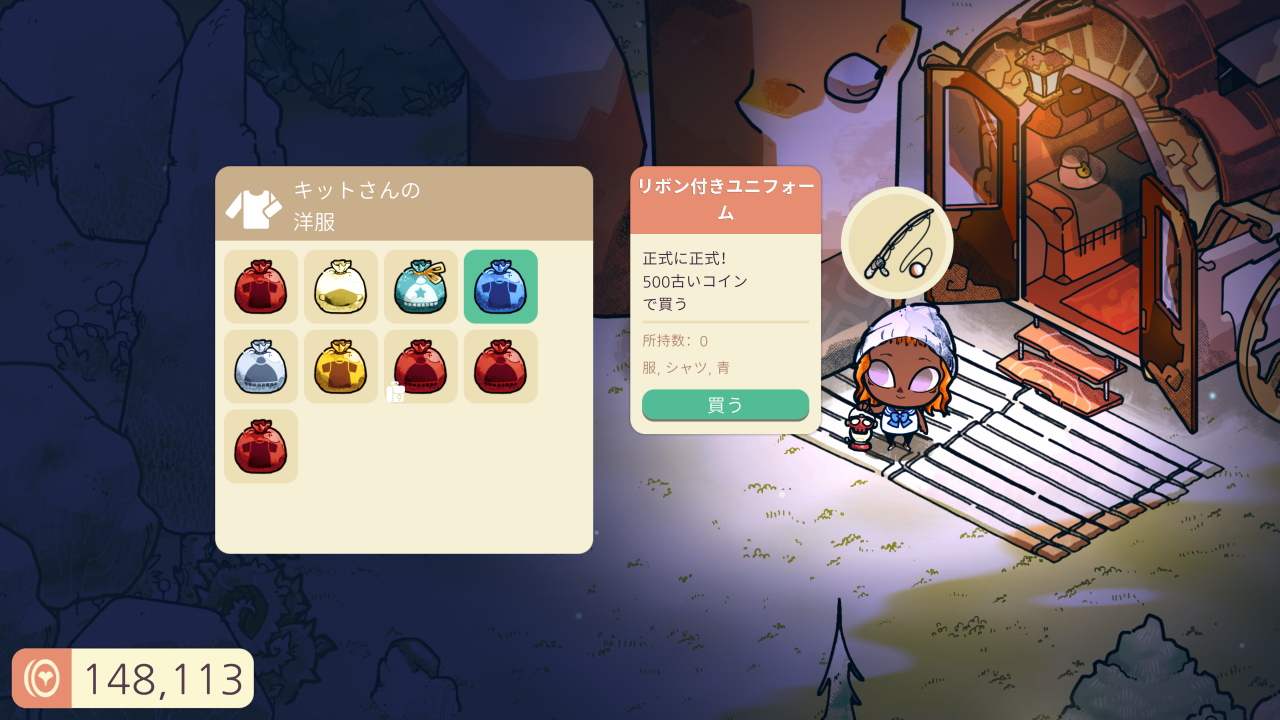 キットさんの
洋服
リボン付きユニフォー
ム
正式に正式!
500古いコイン
で買う
所持数: 0
服, シャツ, 青
買う
148,113